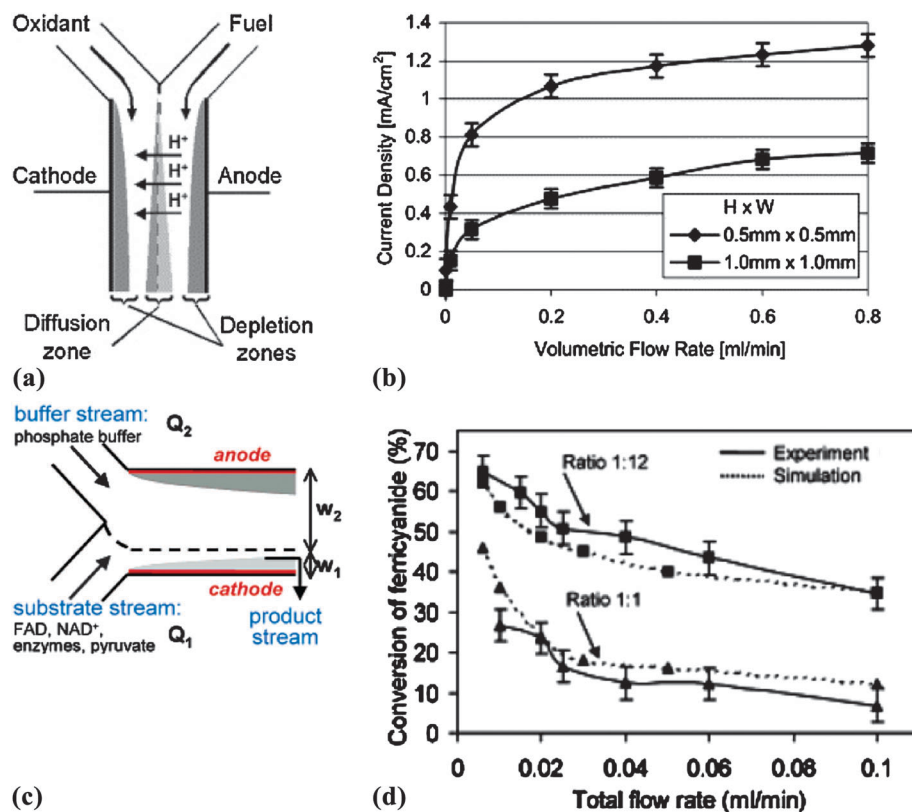 Oxidant
Fuel
H+
H+
H+
Cathode
Anode
Diffusion
zone
Depletion
zones
(a)
Current Density [mA/cm²]
1.4
1.2
1
0.8
0.6
0.4
0.2
0
H x W
0.5mm x 0.5mm
1.0mm x 1.0mm
0
0.2
0.4
0.6
0.8
Volumetric Flow Rate [ml/min]
(b)
buffer stream:
phosphate buffer
Q2
anode
w2
w1
cathode
substrate stream:
FAD, NAD+,
enzymes, pyruvate
Q1
product
stream
(c)
Conversion of ferricyanide (%)
70
60
50
40
30
20
10
0
Experiment
Simulation
Ratio 1:12
Ratio 1:1
0
0.02
0.04
0.06
0.08
0.1
Total flow rate (ml/min)
(d)